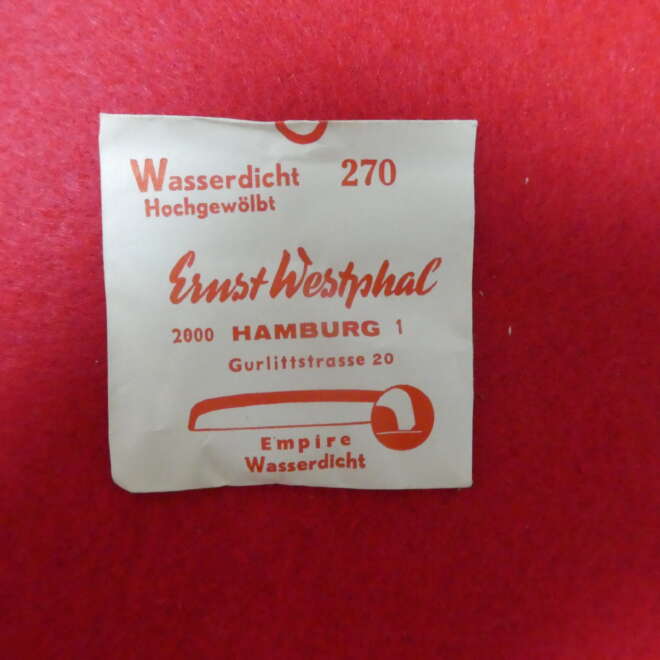 Wasserdicht 270
Hochgewölbt
Ernst Westphal
2000 HAMBURG 1
Gurlittstrasse 20
Empire
Wasserdicht